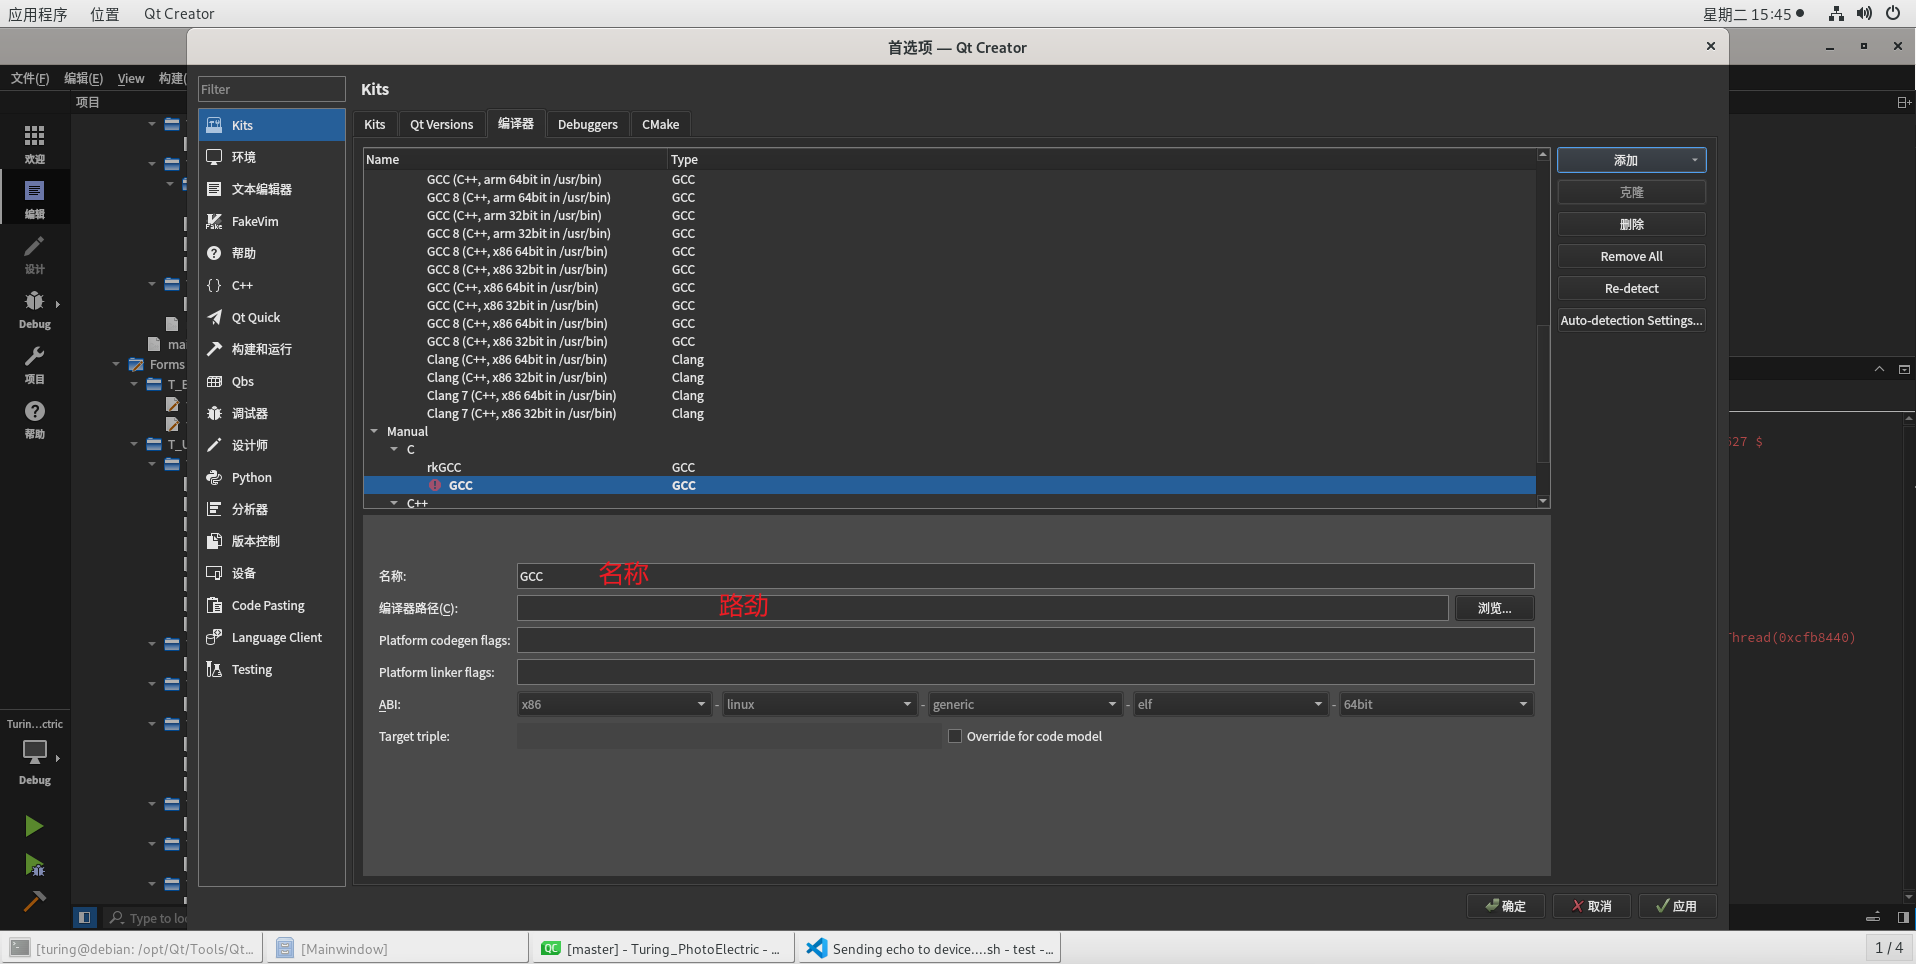 应用程序 位置 Qt Creator 星期二 15:45
首选项 — Qt Creator
文件(F) 编辑(E) View 构建(
项目
Filter
Kits
Kits
环境
文本编辑器
FakeVim
帮助
C++
Qt Quick
构建和运行
Qbs
调试器
设计师
Python
分析器
版本控制
设备
Code Pasting
Language Client
Testing
欢迎
编辑
设计
Debug
项目
帮助
Turin...ctric
Debug
ma
Forms
T_E
T_U
Type to loc
Kits Qt Versions 编译器 Debuggers CMake
Name Type
GCC (C++, arm 64bit in /usr/bin) GCC
GCC 8 (C++, arm 64bit in /usr/bin) GCC
GCC (C++, arm 32bit in /usr/bin) GCC
GCC 8 (C++, arm 32bit in /usr/bin) GCC
GCC 8 (C++, x86 64bit in /usr/bin) GCC
GCC 8 (C++, x86 32bit in /usr/bin) GCC
GCC (C++, x86 64bit in /usr/bin) GCC
GCC (C++, x86 32bit in /usr/bin) GCC
GCC 8 (C++, x86 64bit in /usr/bin) GCC
GCC 8 (C++, x86 32bit in /usr/bin) GCC
Clang (C++, x86 64bit in /usr/bin) Clang
Clang (C++, x86 32bit in /usr/bin) Clang
Clang 7 (C++, x86 64bit in /usr/bin) Clang
Clang 7 (C++, x86 32bit in /usr/bin) Clang
Manual
C
rkGCC GCC
GCC GCC
C++
添加
克隆
删除
Remove All
Re-detect
Auto-detection Settings...
名称: GCC 名称
编译器路径(C): 路劲 浏览...
Platform codegen flags:
Platform linker flags:
ABI: x86 - linux - generic - elf - 64bit
Target triple: Override for code model
527 $
Thread(0xcfb8440)
确定 取消 应用
[turing@debian: /opt/Qt/Tools/Qt... [Mainwindow] QC [master] - Turing_PhotoElectric - ... Sending echo to device....sh - test -... 1 / 4